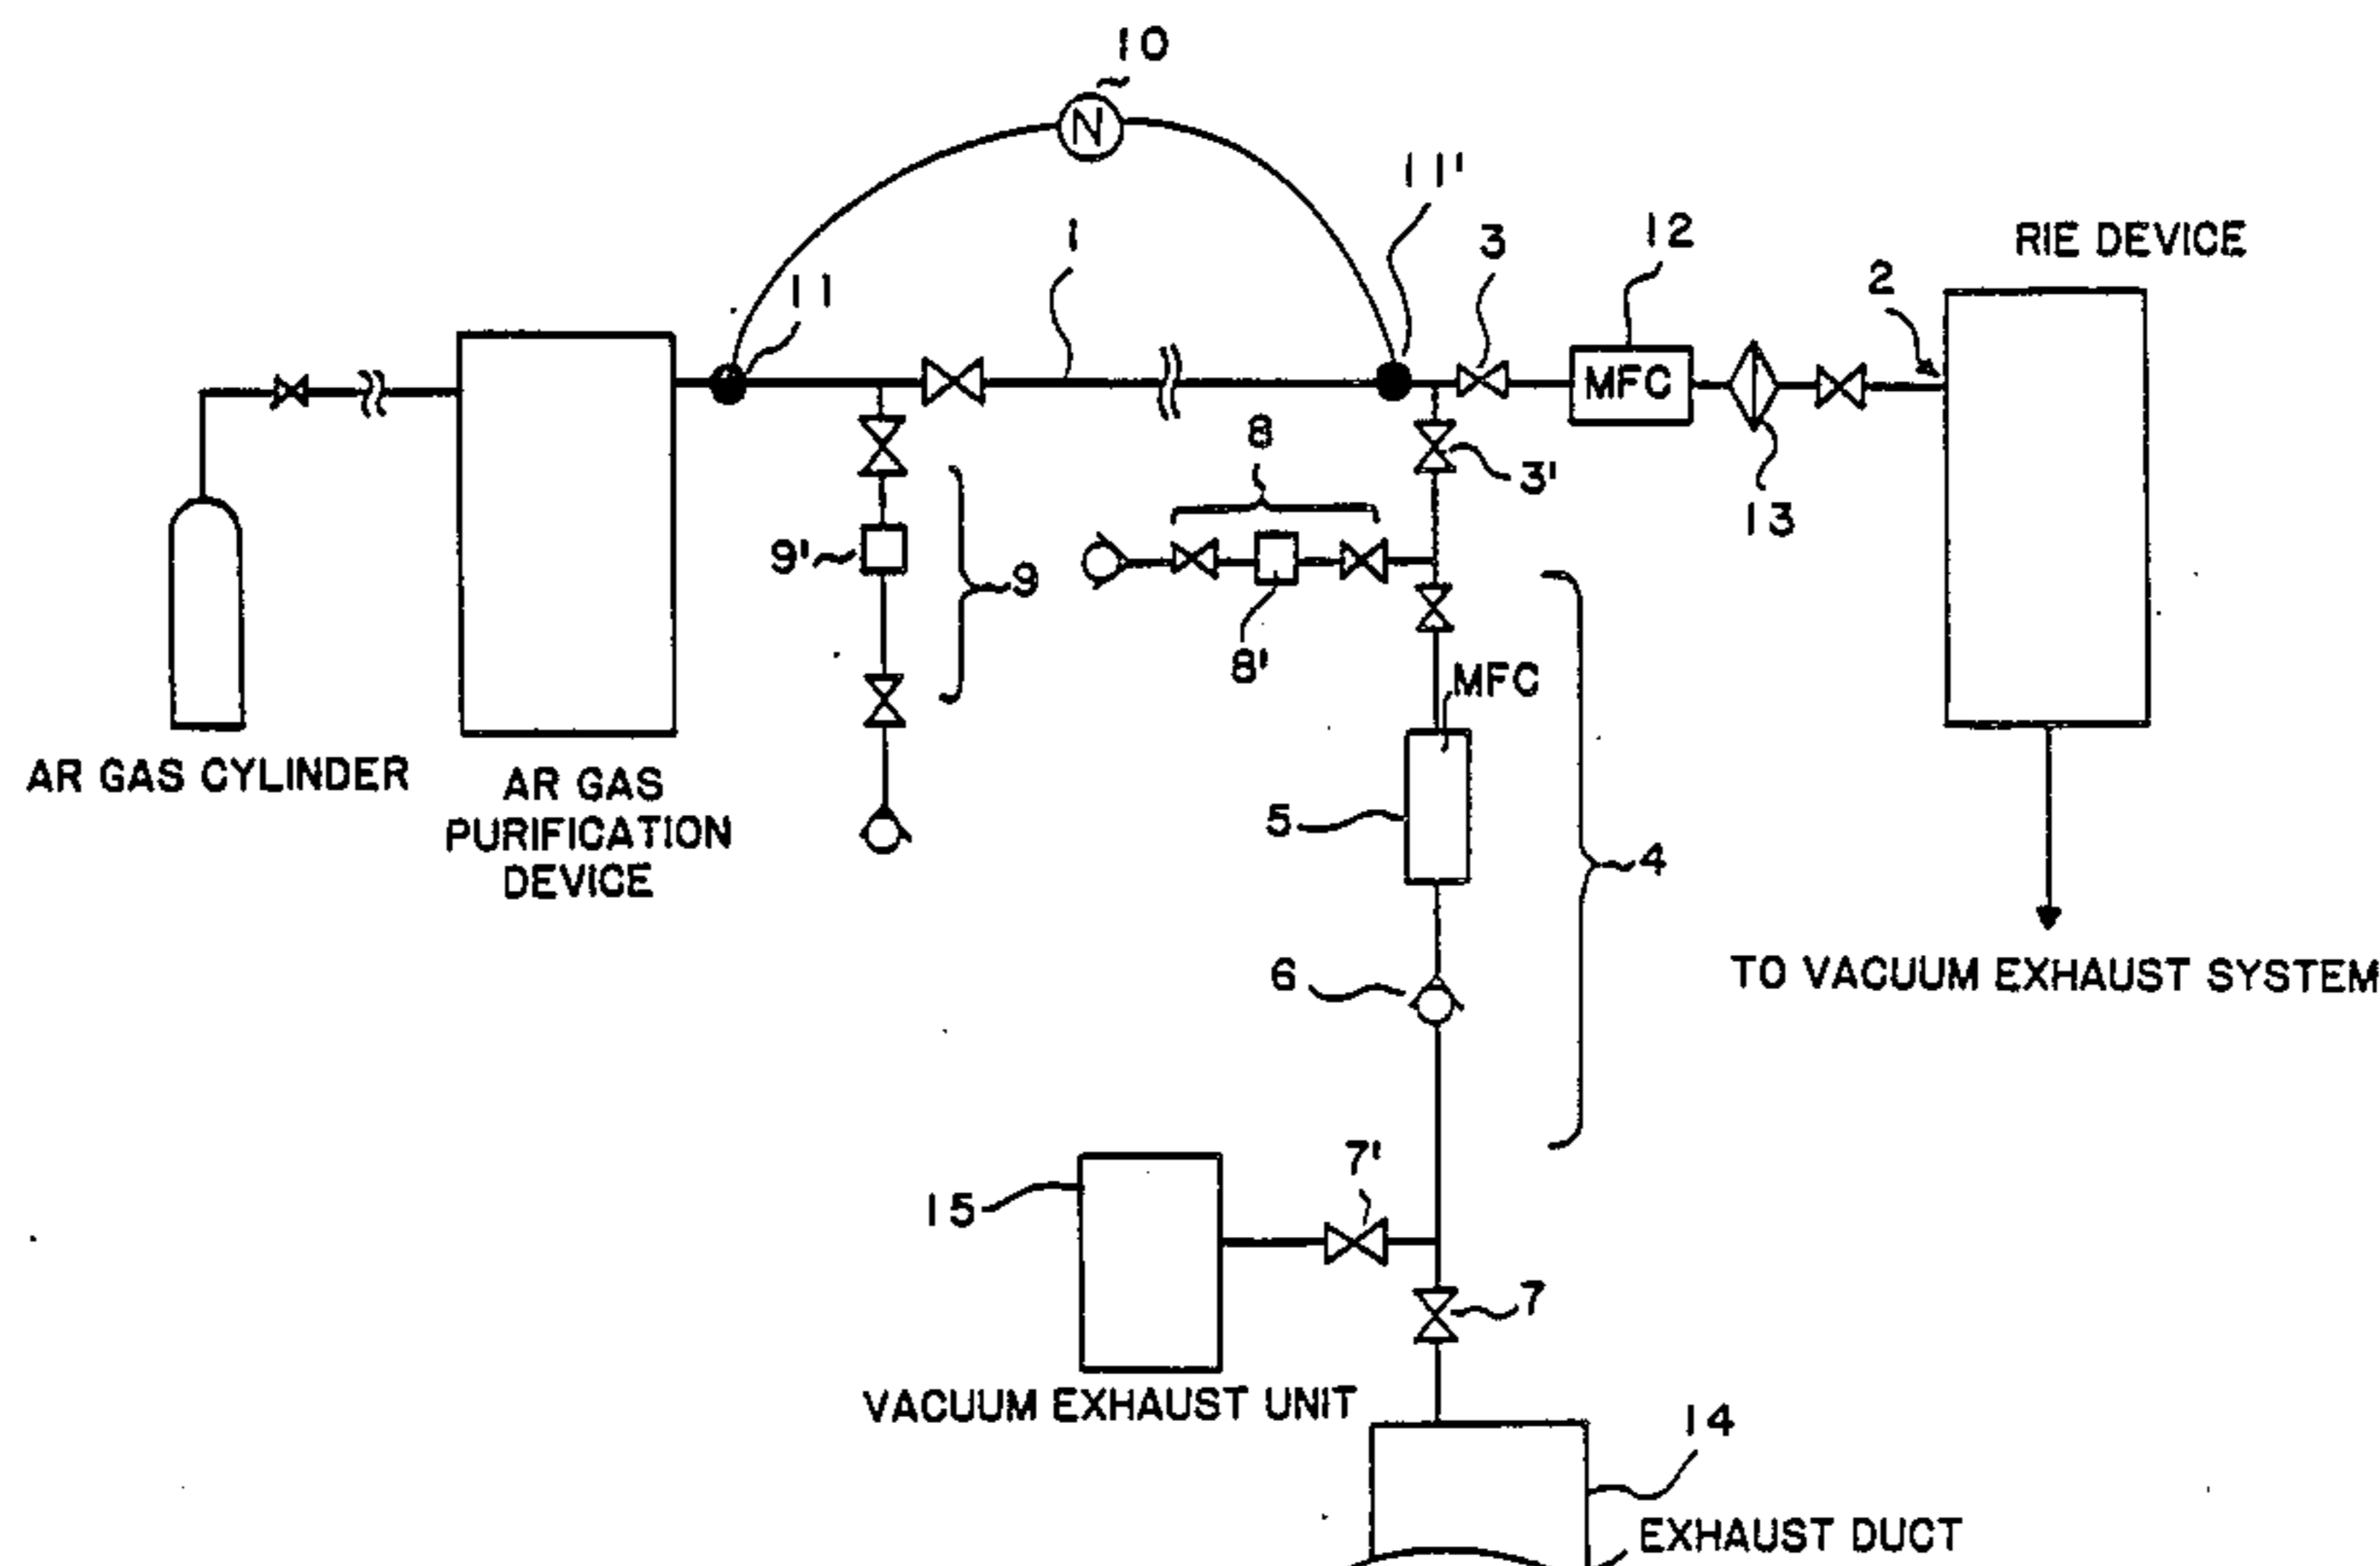 10
N
11'
1
3
12
RIE DEVICE
11
2
MFC
8
3'
13
9'
9
8'
MFC
AR GAS CYLINDER
AR GAS
PURIFICATION
DEVICE
5
4
6
TO VACUUM EXHAUST SYSTEM
7'
15
7
VACUUM EXHAUST UNIT
14
EXHAUST DUCT